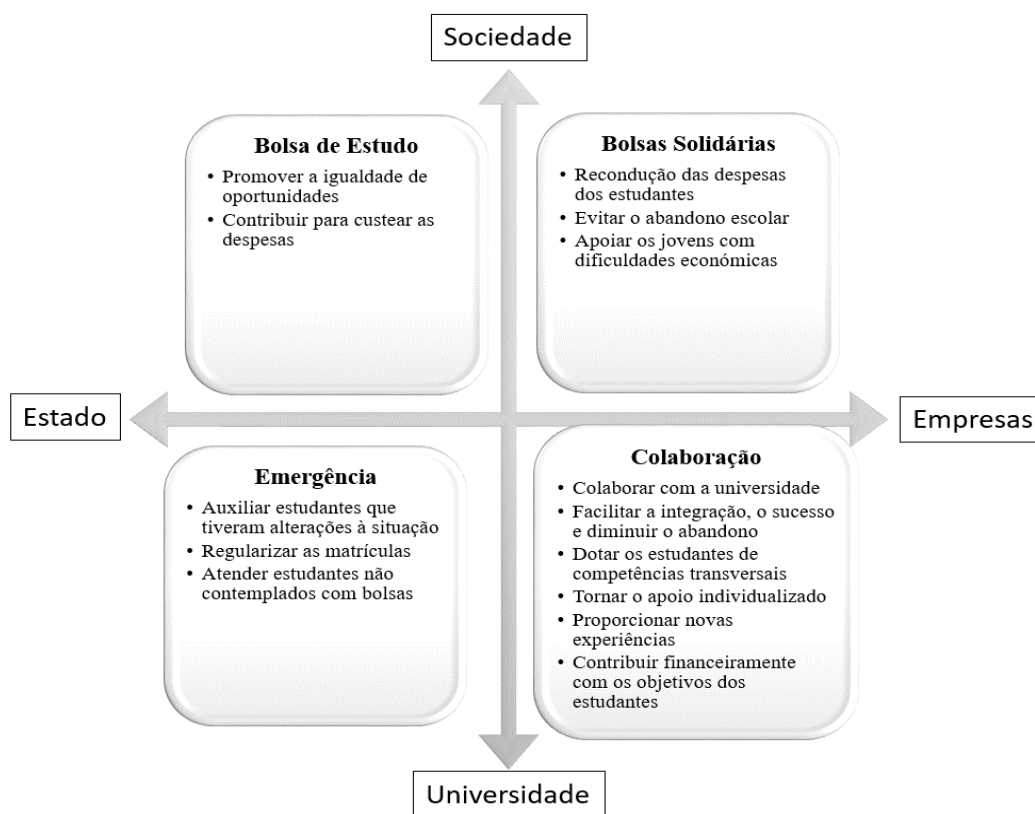 Sociedade
Bolsa de Estudo
• Promover a igualdade de
oportunidades
• Contribuir para custear as
despesas
Bolsas Solidárias
• Recondução das despesas
dos estudantes
• Evitar o abandono escolar
• Apoiar os jovens com
dificuldades económicas
Estado
Empresas
Emergência
• Auxiliar estudantes que
tiveram alterações à situação
• Regularizar as matrículas
• Atender estudantes não
contemplados com bolsas
Colaboração
• Colaborar com a universidade
• Facilitar a integração, o sucesso
e diminuir o abandono
• Dotar os estudantes de
competências transversais
• Tornar o apoio individualizado
• Proporcionar novas
experiências
• Contribuir financeiramente
com os objetivos dos
estudantes
Universidade